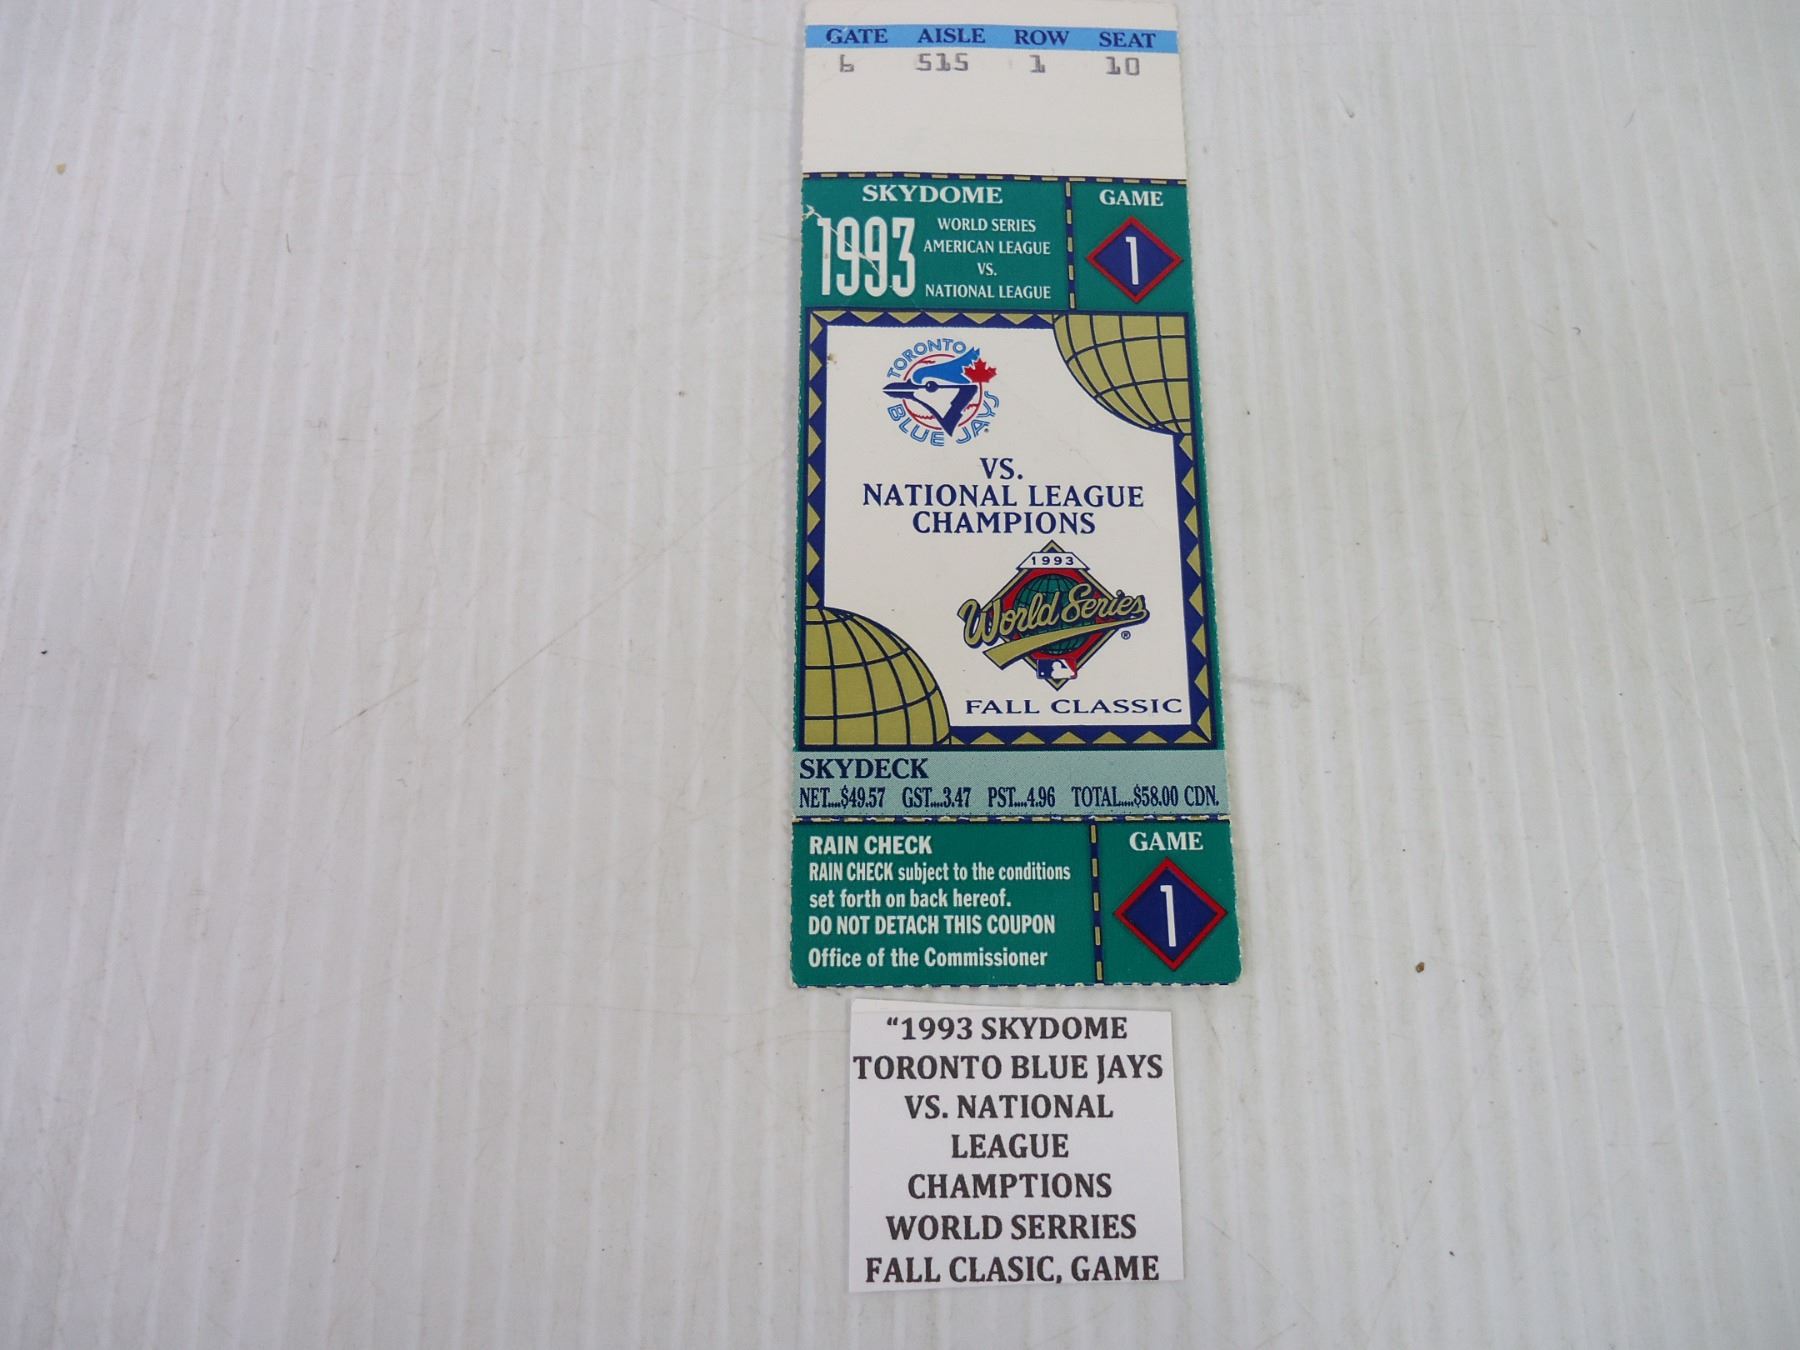 GATE AISLE ROW SEAT
6 515 1 10
SKYDOME
1993
WORLD SERIES
AMERICAN LEAGUE
VS.
NATIONAL LEAGUE
GAME
1
TORONTO
BLUE JAYS
VS.
NATIONAL LEAGUE
CHAMPIONS
1993
World Series
®
FALL CLASSIC
SKYDECK
NET....$49.57 GST....3.47 PST....4.96 TOTAL....$58.00 CDN.
RAIN CHECK
RAIN CHECK subject to the conditions
set forth on back hereof.
DO NOT DETACH THIS COUPON
Office of the Commissioner
GAME
1
“1993 SKYDOME
TORONTO BLUE JAYS
VS. NATIONAL
LEAGUE
CHAMPTIONS
WORLD SERRIES
FALL CLASIC, GAME